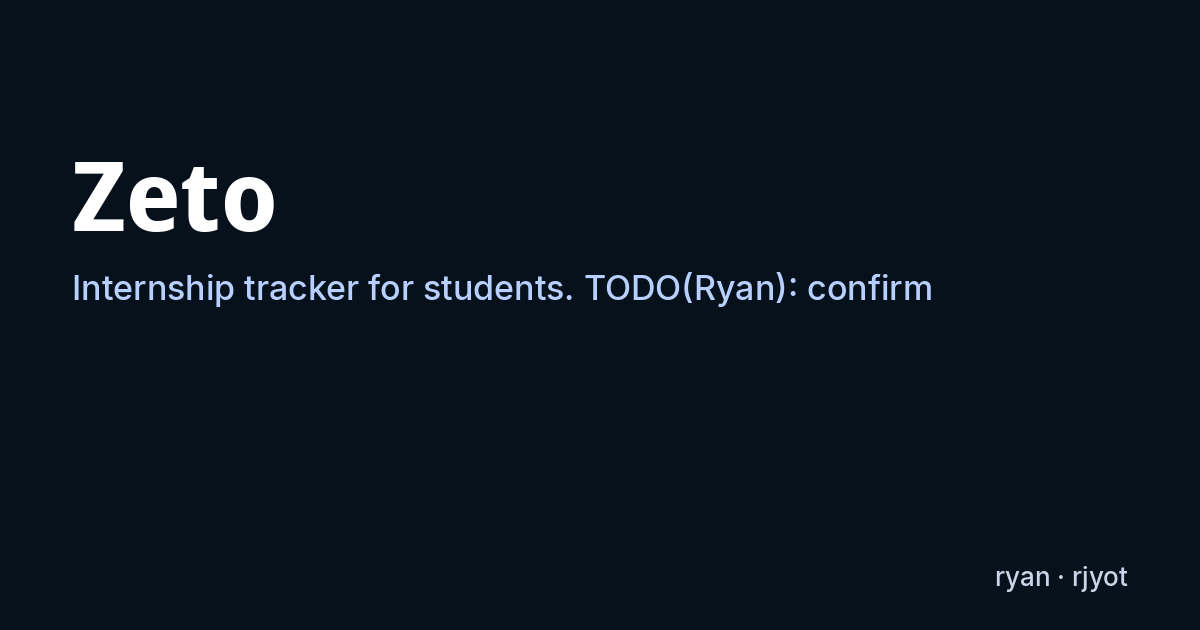 Zeto
Internship tracker for students. TODO(Ryan): confirm
ryan · rjyot